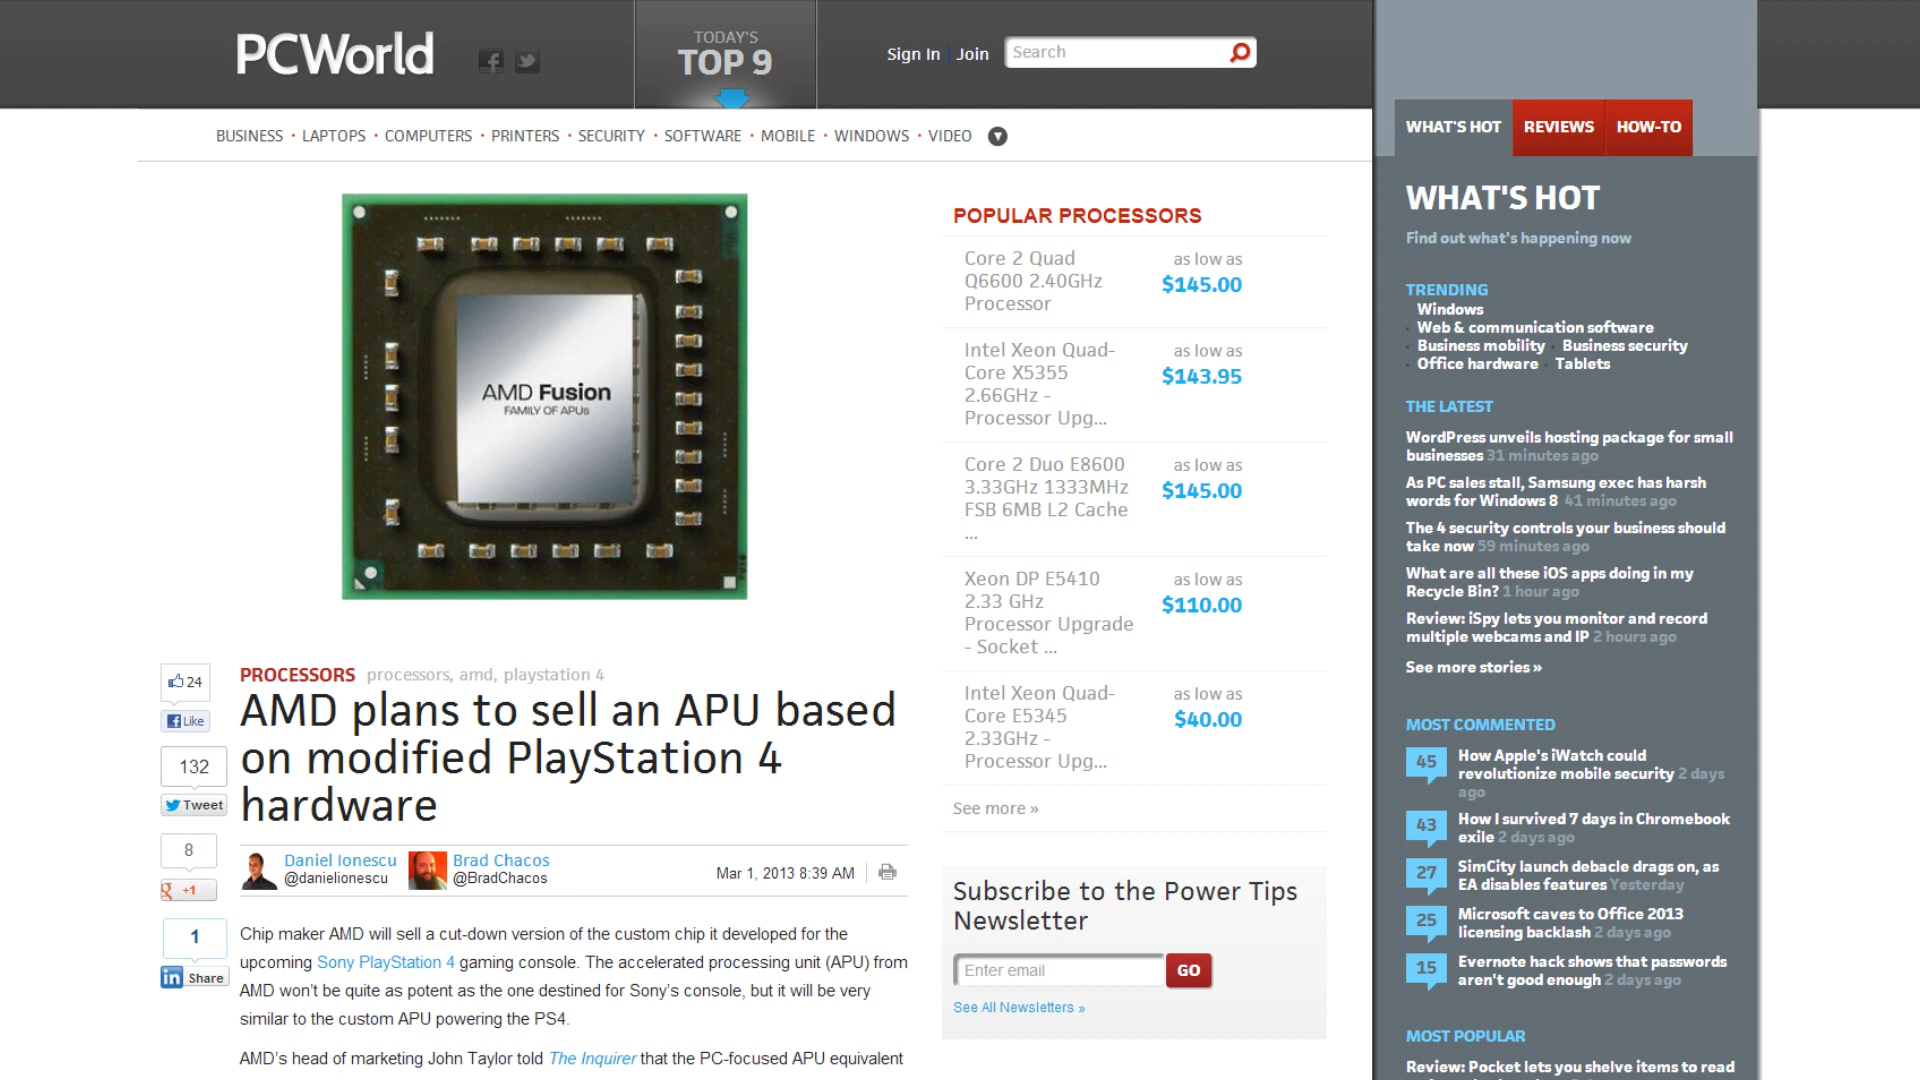 PCWorld
TODAY'S
TOP 9
Sign In
Join
Search
BUSINESS • LAPTOPS • COMPUTERS • PRINTERS • SECURITY • SOFTWARE • MOBILE • WINDOWS • VIDEO
AMD Fusion
FAMILY OF APUs
24
Like
132
Tweet
8
+1
1
Share
PROCESSORS processors, amd, playstation 4
AMD plans to sell an APU based
on modified PlayStation 4
hardware
Daniel Ionescu
@danielionescu
Brad Chacos
@BradChacos
Mar 1, 2013 8:39 AM
Chip maker AMD will sell a cut-down version of the custom chip it developed for the
upcoming Sony PlayStation 4 gaming console. The accelerated processing unit (APU) from
AMD won't be quite as potent as the one destined for Sony's console, but it will be very
similar to the custom APU powering the PS4.
AMD's head of marketing John Taylor told The Inquirer that the PC-focused APU equivalent
POPULAR PROCESSORS
Core 2 Quad
Q6600 2.40GHz
Processor
as low as
$145.00
Intel Xeon Quad-
Core X5355
2.66GHz -
Processor Upg...
as low as
$143.95
Core 2 Duo E8600
3.33GHz 1333MHz
FSB 6MB L2 Cache
...
as low as
$145.00
Xeon DP E5410
2.33 GHz
Processor Upgrade
- Socket ...
as low as
$110.00
Intel Xeon Quad-
Core E5345
2.33GHz -
Processor Upg...
as low as
$40.00
See more »
Subscribe to the Power Tips
Newsletter
Enter email
GO
See All Newsletters »
WHAT'S HOT
REVIEWS
HOW-TO
WHAT'S HOT
Find out what's happening now
TRENDING
Windows
Web & communication software
Business mobility · Business security
Office hardware · Tablets
THE LATEST
WordPress unveils hosting package for small
businesses 31 minutes ago
As PC sales stall, Samsung exec has harsh
words for Windows 8 41 minutes ago
The 4 security controls your business should
take now 59 minutes ago
What are all these iOS apps doing in my
Recycle Bin? 1 hour ago
Review: iSpy lets you monitor and record
multiple webcams and IP 2 hours ago
See more stories »
MOST COMMENTED
45
How Apple's iWatch could
revolutionize mobile security 2 days
ago
43
How I survived 7 days in Chromebook
exile 2 days ago
27
SimCity launch debacle drags on, as
EA disables features Yesterday
25
Microsoft caves to Office 2013
licensing backlash 2 days ago
15
Evernote hack shows that passwords
aren't good enough 2 days ago
MOST POPULAR
Review: Pocket lets you shelve items to read